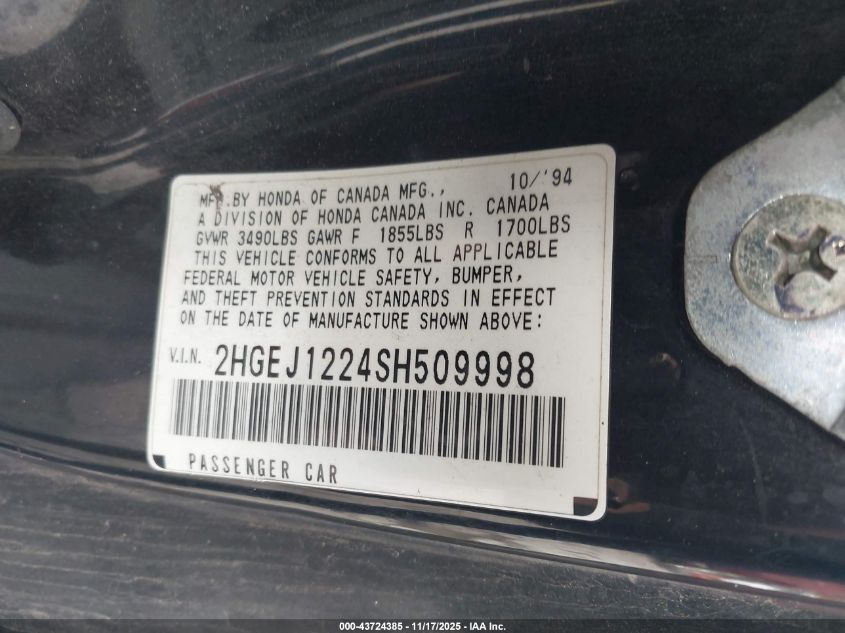 MFD.BY HONDA OF CANADA MFG., 10/'94
A DIVISION OF HONDA CANADA INC. CANADA
GVWR 3490LBS GAWR F 1855LBS R 1700LBS
THIS VEHICLE CONFORMS TO ALL APPLICABLE
FEDERAL MOTOR VEHICLE SAFETY, BUMPER,
AND THEFT PREVENTION STANDARDS IN EFFECT
ON THE DATE OF MANUFACTURE SHOWN ABOVE:
V.I.N. 2HGEJ1224SH509998
PASSENGER CAR
000-43724385 — 11/17/2025 — IAA Inc.